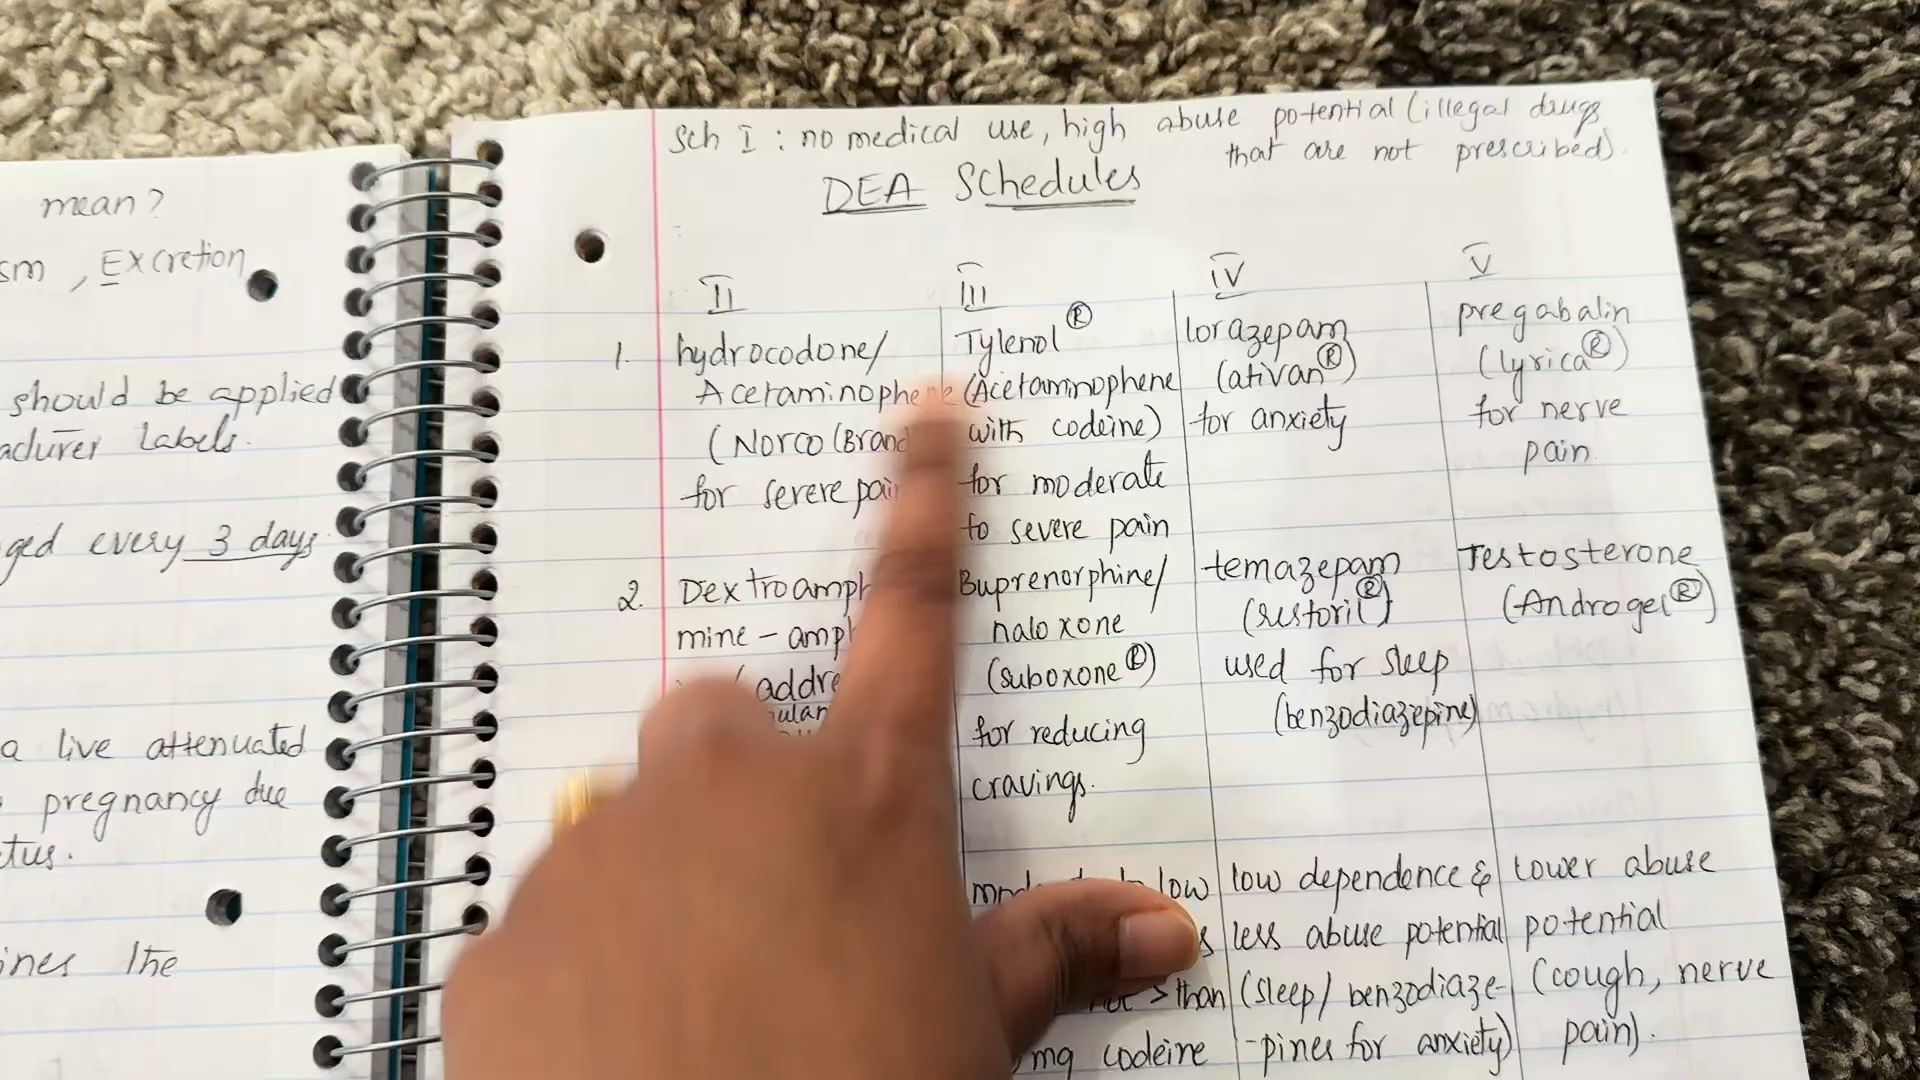 mean?
sm, Excretion
should be applied
acturer labels.
ged every 3 days
a live attenuated
pregnancy due
tus.
ines the
Sch I : no medical use, high abuse potential (illegal drugs
that are not prescribed).
DEA Schedules
II
1. hydrocodone/
Acetaminophene
(Norco (Brand
for severe pain
2. Dextroamph
mine - amph
(addre
III
Tylenol ®
(Acetaminophene
with codeine)
for moderate
to severe pain
Buprenorphine/
naloxone
(suboxone ®)
for reducing
cravings.
low
> than
mg codeine
IV
lorazepam
(ativan ®)
for anxiety
temazepam
(restoril ®)
used for sleep
(benzodiazepine)
low dependence &
less abuse potential
(sleep/ benzodiaze-
-pines for anxiety)
V
pregabalin
(lyrica ®)
for nerve
pain
Testosterone
(Androgel ®)
lower abuse
potential
(cough, nerve
pain).